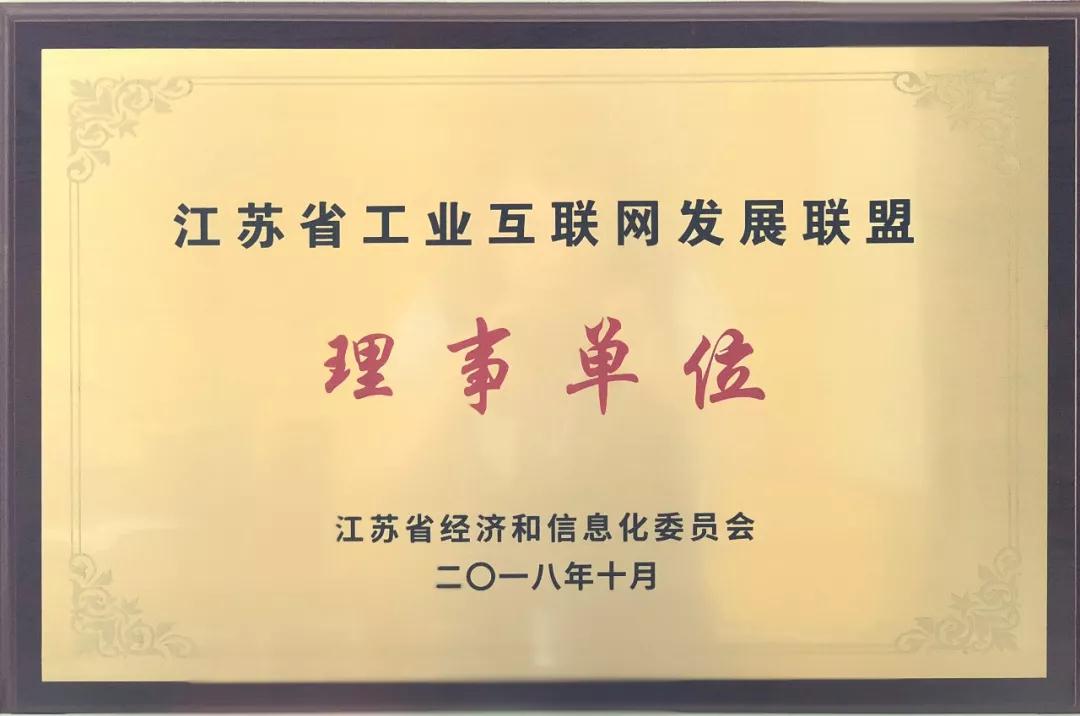 江苏省工业互联网发展联盟
理事单位
江苏省经济和信息化委员会
二〇一八年十月